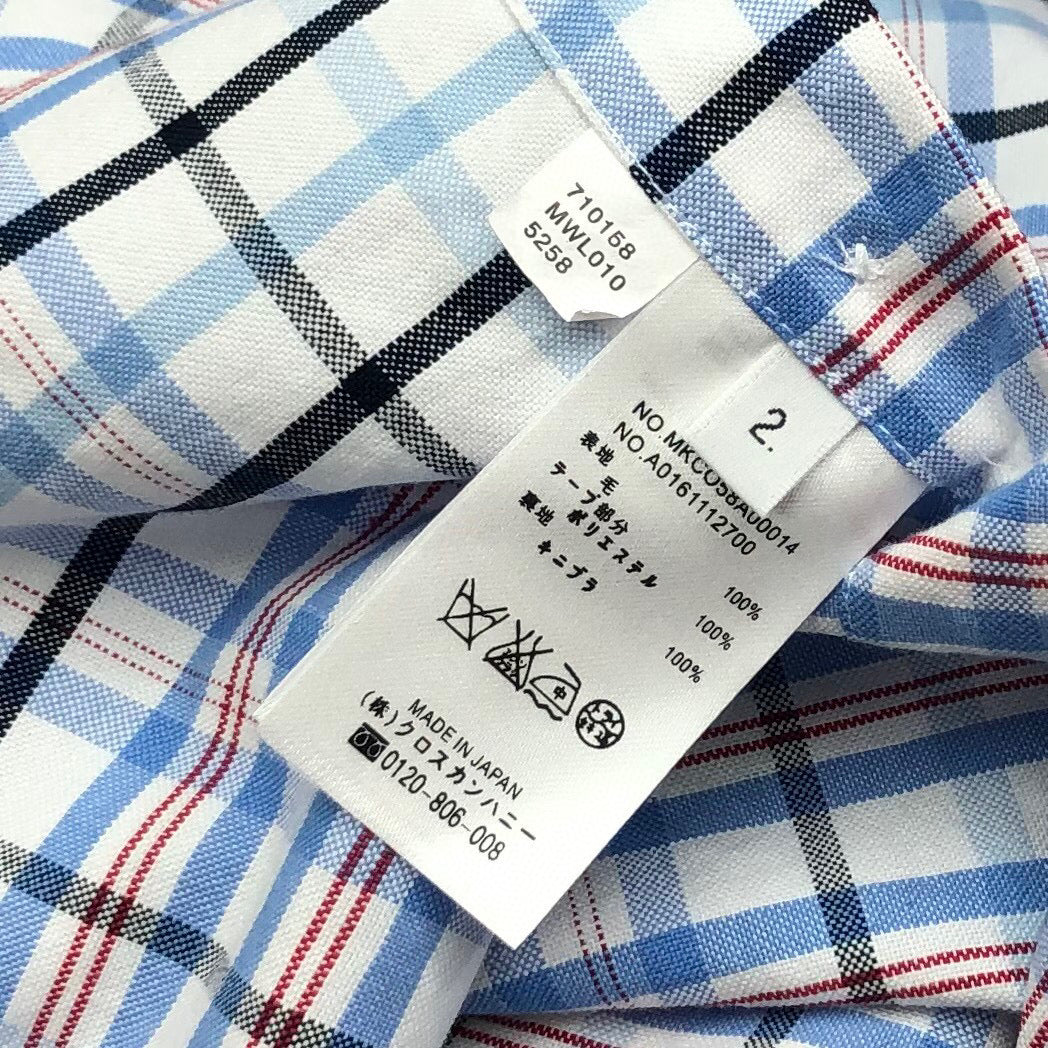 710158
MWL010
5258
2.
NO.MKCO58A00014
NO.A0161112700
表地
毛 100%
テープ部分
ポリエステル 100%
裏地
キュプラ 100%
中
MADE IN JAPAN
(株)クロスカンパニー
0120-806-008